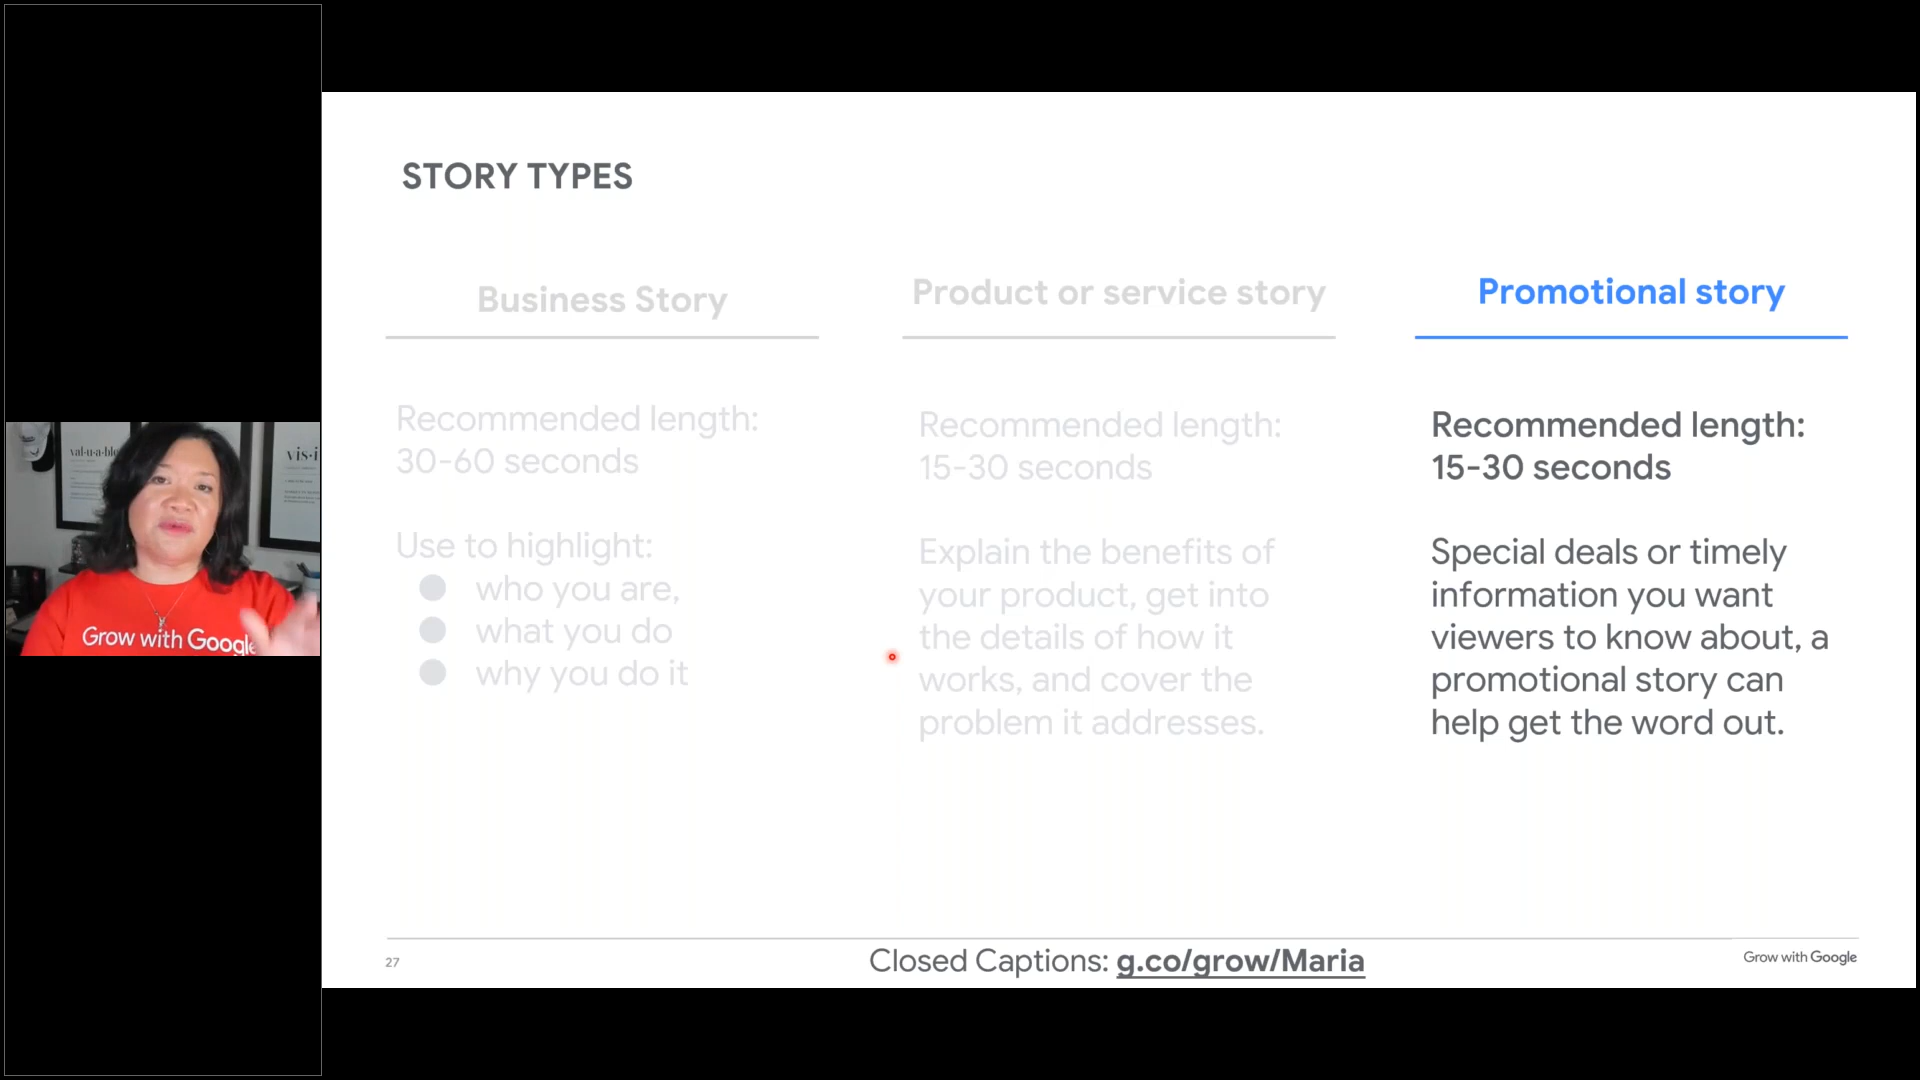 STORY TYPES
Business Story
Recommended length:
30-60 seconds
Use to highlight:
who you are,
what you do
why you do it
Product or service story
Recommended length:
15-30 seconds
Explain the benefits of
your product, get into
the details of how it
works, and cover the
problem it addresses.
Promotional story
Recommended length:
15-30 seconds
Special deals or timely
information you want
viewers to know about, a
promotional story can
help get the word out.
val·u·a·ble
vis·i
Grow with Google
27
Closed Captions: g.co/grow/Maria
Grow with Google